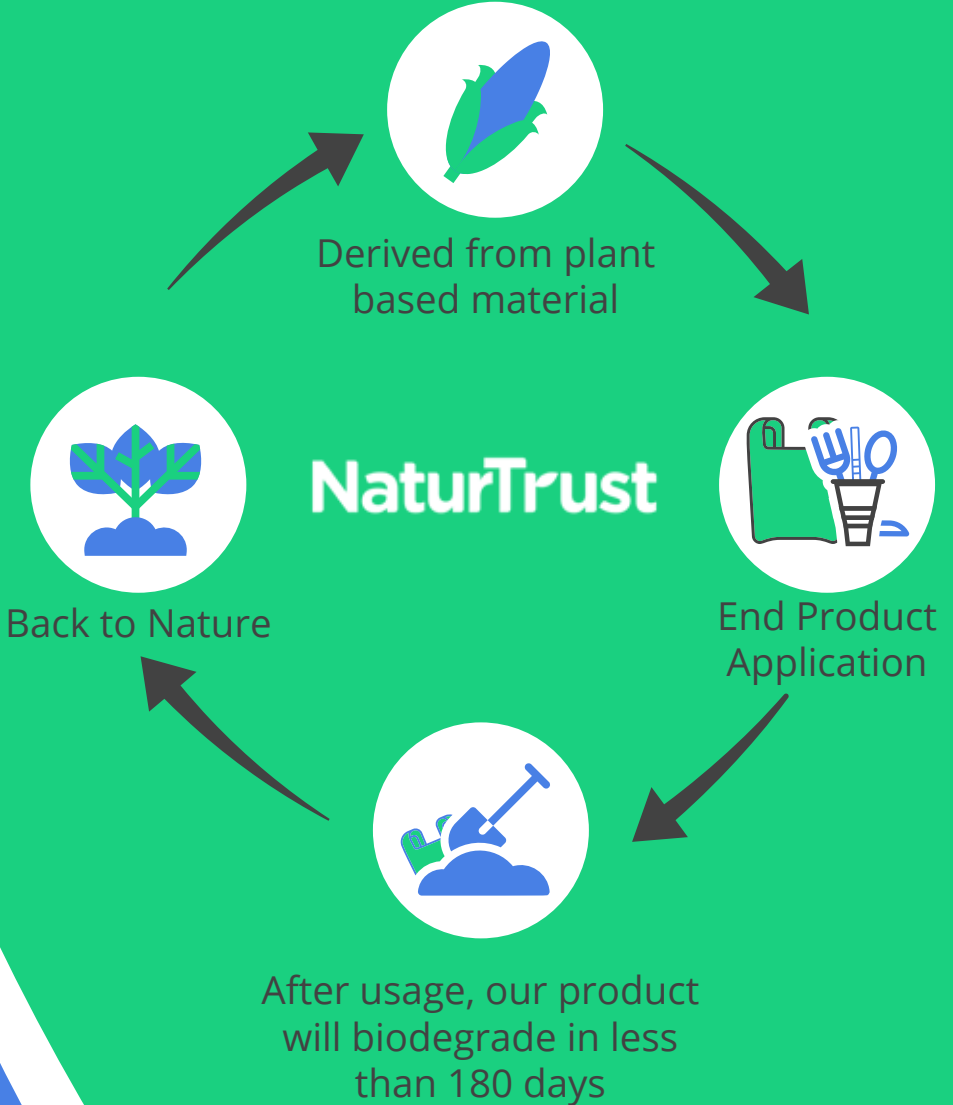 Derived from plant
based material
NaturTrust
Back to Nature
End Product
Application
After usage, our product
will biodegrade in less
than 180 days